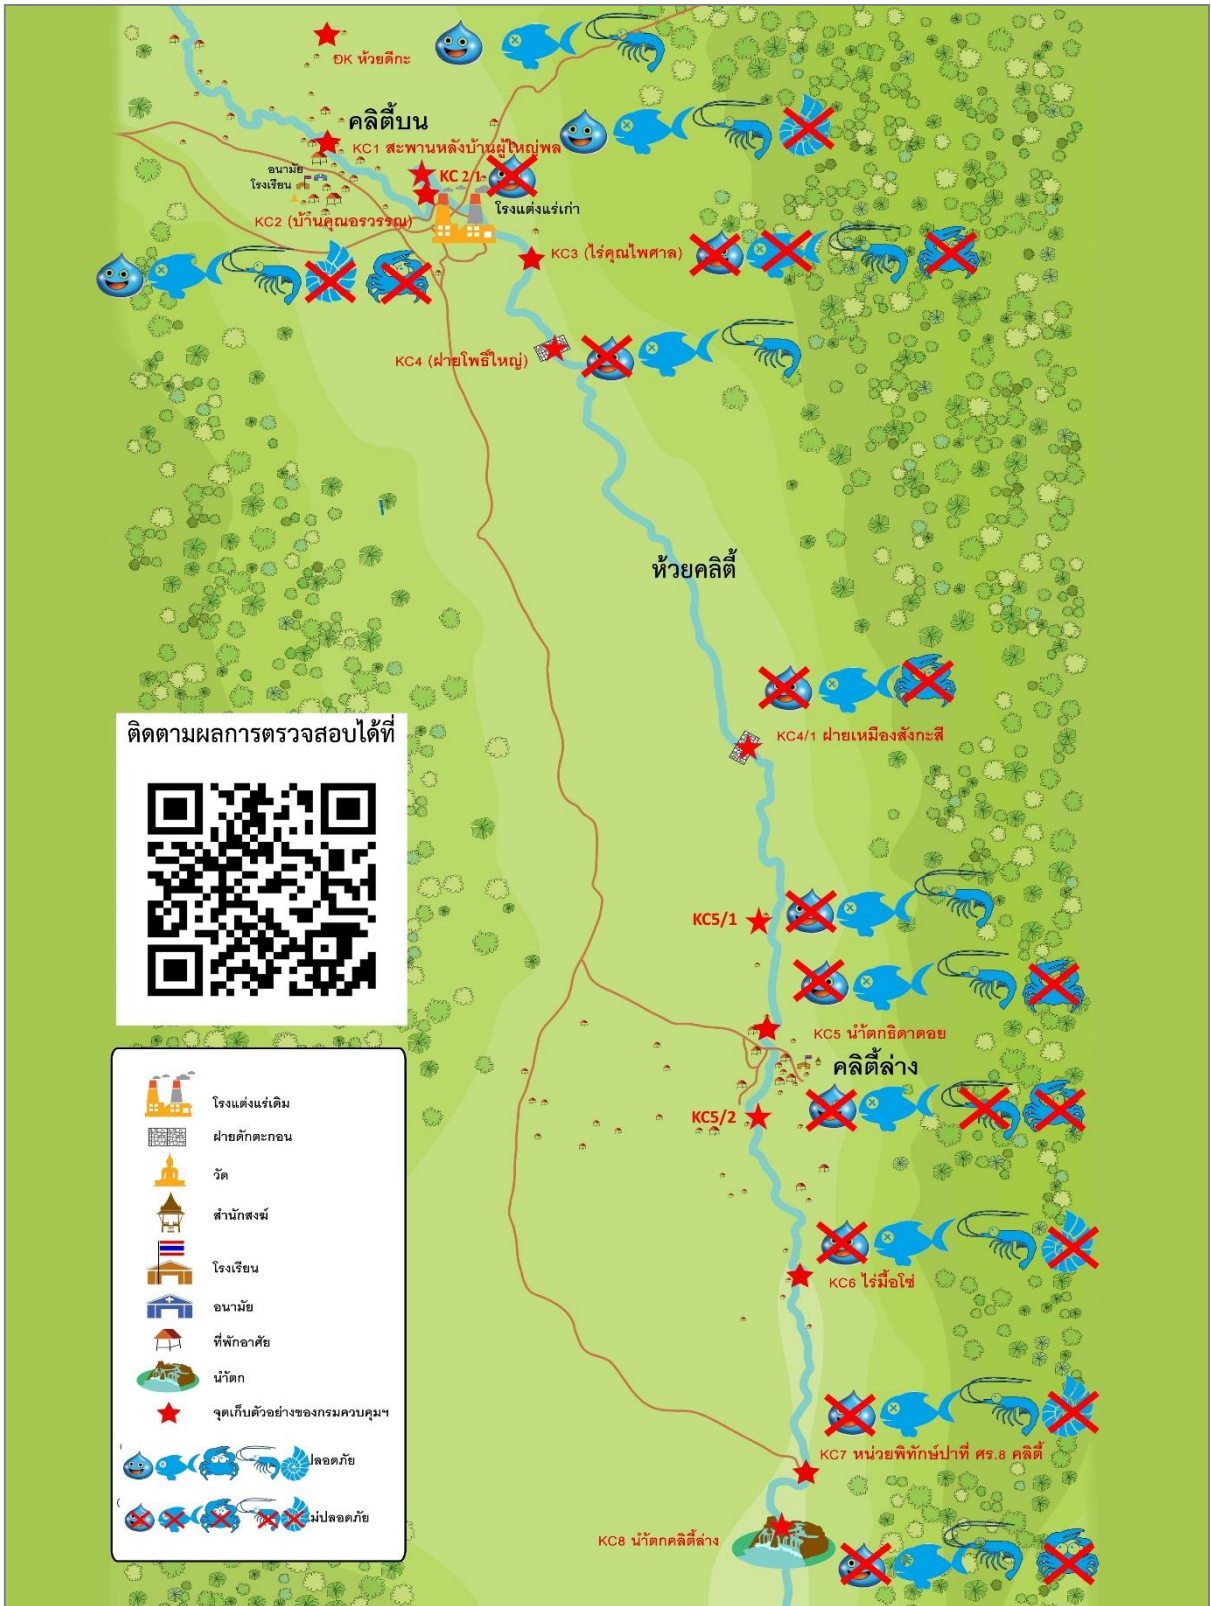 DK ห้วยดีกะ
คลิตี้บน
KC1 สะพานหลังบ้านผู้ใหญ่พล
อนามัย
โรงเรียน
KC 2/1
โรงแต่งแร่เก่า
KC2 (บ้านคุณอรวรรณ)
KC3 (ไร่คุณไพศาล)
KC4 (ฝายโพธิ์ใหญ่)
ห้วยคลิตี้
KC4/1 ฝายเหมืองสังกะสี
ติดตามผลการตรวจสอบได้ที่
KC5/1
KC5 น้ำตกธิดาดอย
คลิตี้ล่าง
KC5/2
KC6 ไร่มื้อโซ่
KC7 หน่วยพิทักษ์ป่าที่ ศร.8 คลิตี้
KC8 น้ำตกคลิตี้ล่าง
โรงแต่งแร่เดิม
ฝายดักตะกอน
วัด
สำนักสงฆ์
โรงเรียน
อนามัย
ที่พักอาศัย
น้ำตก
จุดเก็บตัวอย่างของกรมควบคุมฯ
ปลอดภัย
ม่ปลอดภัย